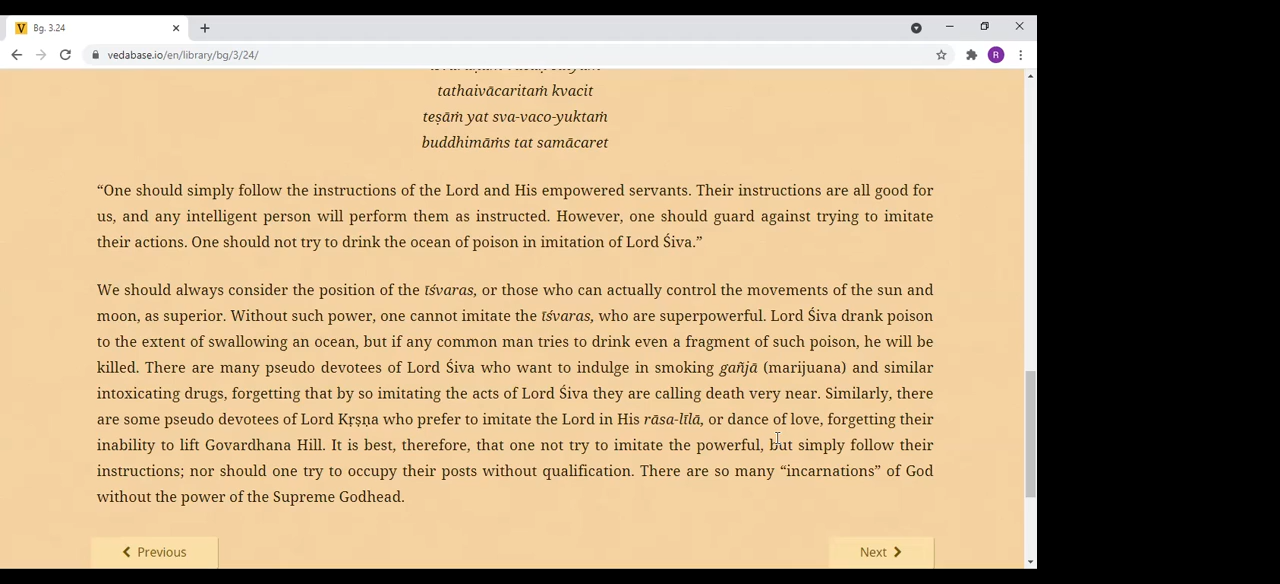 V Bg. 3.24
vedabase.io/en/library/bg/3/24/
R
tathaivācaritaṁ kvacit
teṣāṁ yat sva-vaco-yuktaṁ
buddhimāṁs tat samācaret
“One should simply follow the instructions of the Lord and His empowered servants. Their instructions are all good for
us, and any intelligent person will perform them as instructed. However, one should guard against trying to imitate
their actions. One should not try to drink the ocean of poison in imitation of Lord Śiva.”
We should always consider the position of the īśvaras, or those who can actually control the movements of the sun and
moon, as superior. Without such power, one cannot imitate the īśvaras, who are superpowerful. Lord Śiva drank poison
to the extent of swallowing an ocean, but if any common man tries to drink even a fragment of such poison, he will be
killed. There are many pseudo devotees of Lord Śiva who want to indulge in smoking gañjā (marijuana) and similar
intoxicating drugs, forgetting that by so imitating the acts of Lord Śiva they are calling death very near. Similarly, there
are some pseudo devotees of Lord Kṛṣṇa who prefer to imitate the Lord in His rāsa-līlā, or dance of love, forgetting their
inability to lift Govardhana Hill. It is best, therefore, that one not try to imitate the powerful, but simply follow their
instructions; nor should one try to occupy their posts without qualification. There are so many “incarnations” of God
without the power of the Supreme Godhead.
Previous
Next